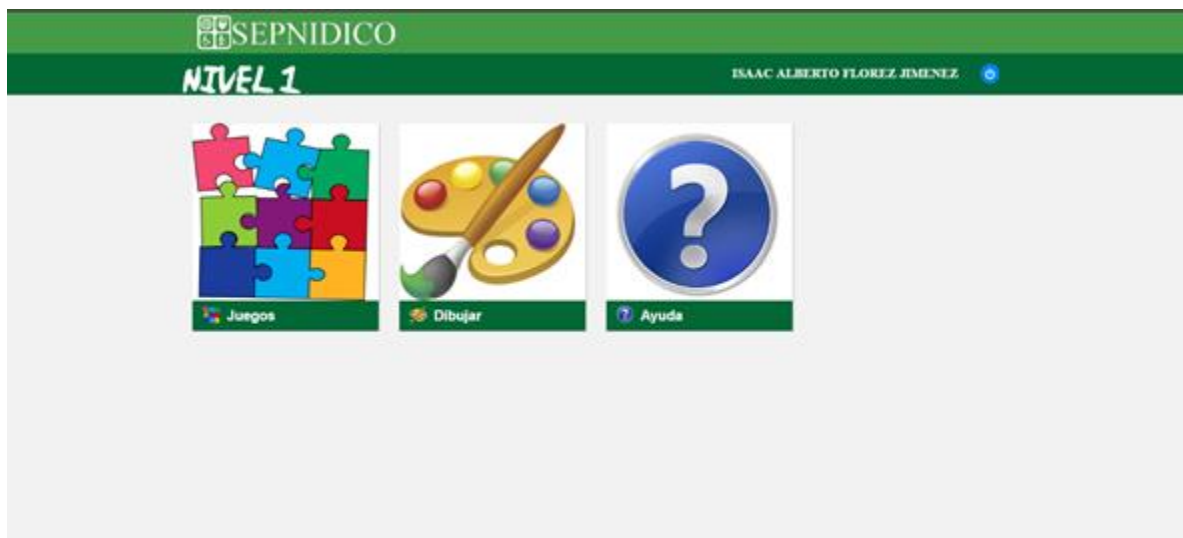 SEPNIDICO
NIVEL 1
ISAAC ALBERTO FLOREZ JIMENEZ
Juegos
Dibujar
Ayuda